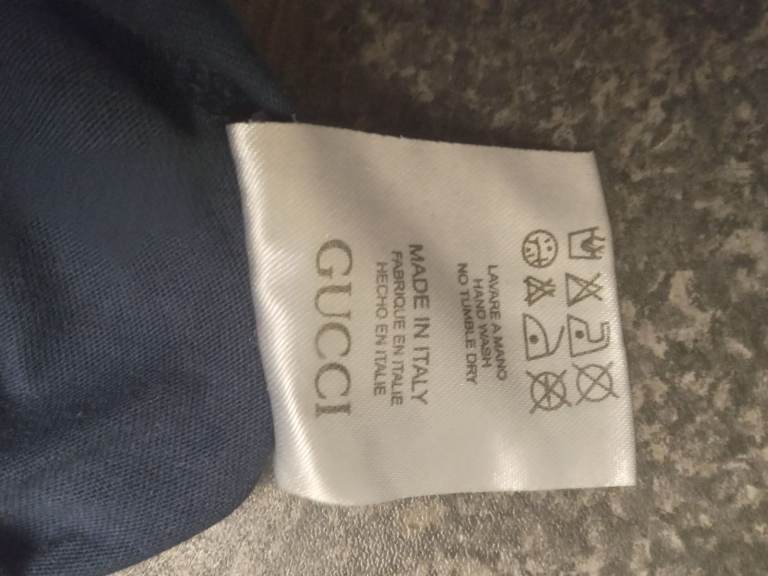 LAVARE A MANO
HAND WASH
NO TUMBLE DRY
MADE IN ITALY
FABRIQUE EN ITALIE
HECHO EN ITALIE
GUCCI